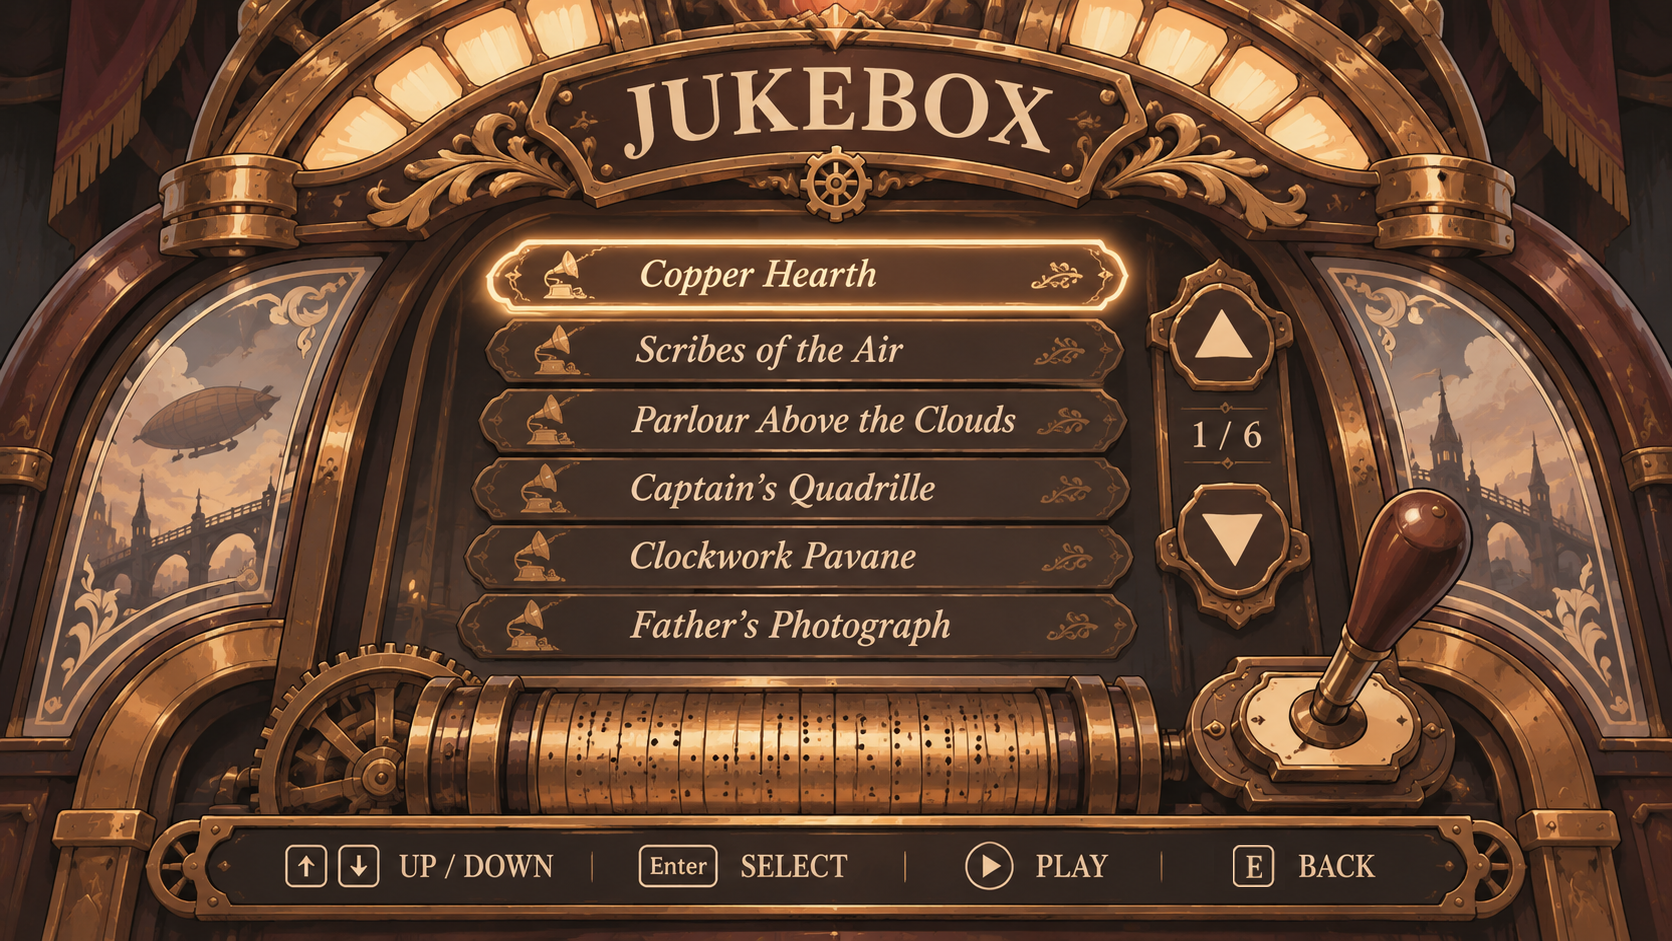 JUKEBOX
Copper Hearth
Scribes of the Air
Parlour Above the Clouds
Captain's Quadrille
Clockwork Pavane
Father's Photograph
1 / 6
UP / DOWN
Enter SELECT
PLAY
E BACK